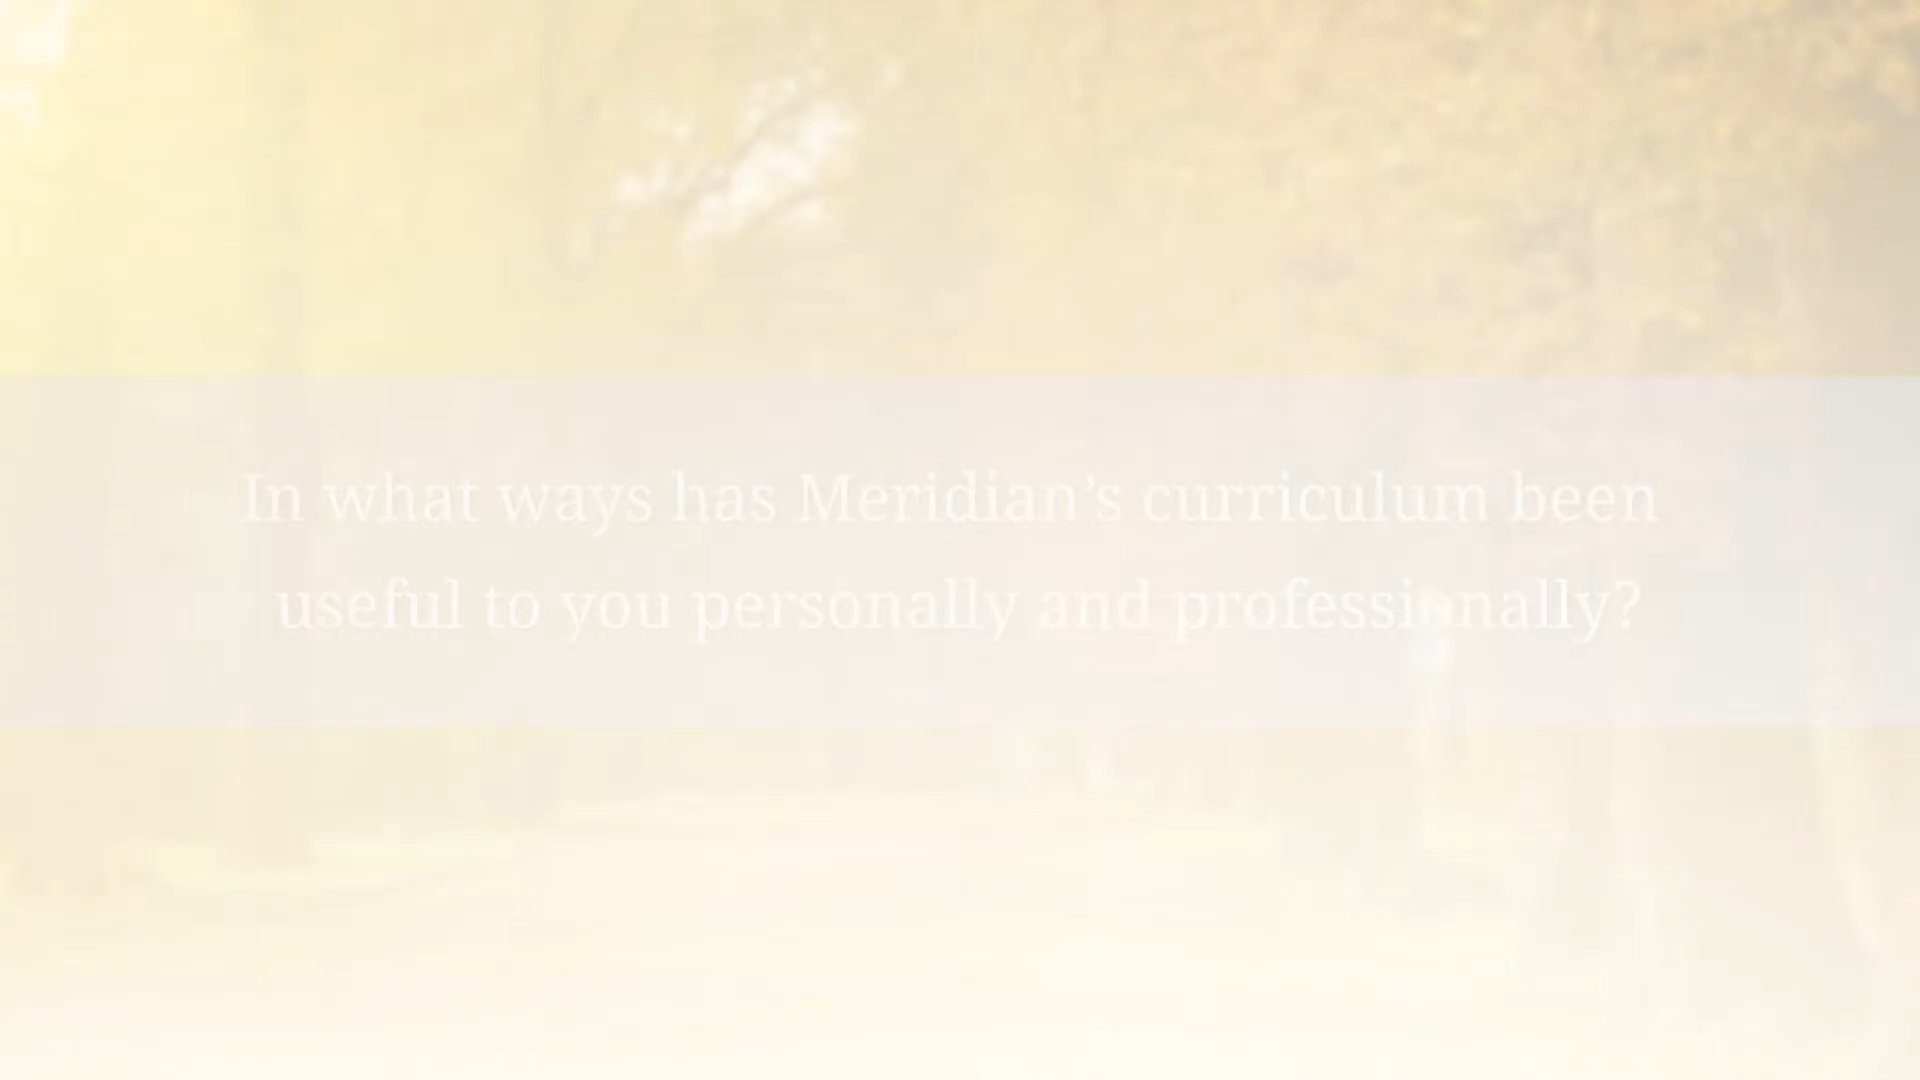 In what ways has Meridian’s curriculum been
useful to you personally and professionally?